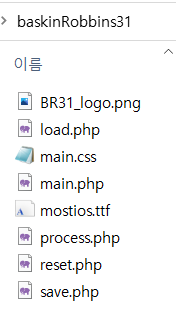 baskinRobbins31
이름
BR31_logo.png
load.php
main.css
main.php
mostios.ttf
process.php
reset.php
save.php